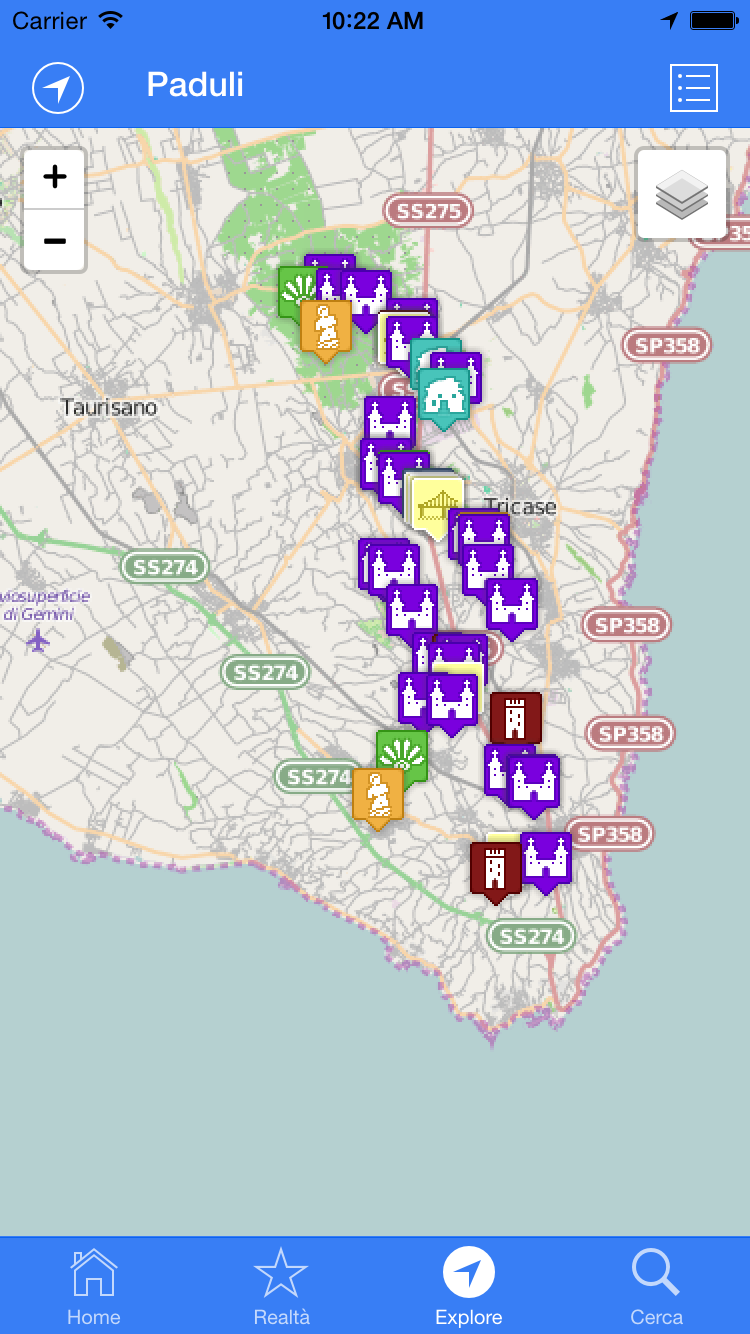 Carrier
10:22 AM
Paduli
+
−
SS275
SP358
Taurisano
Tricase
SS274
di Gemini
SP358
SS274
SP358
SS274
SP358
SS274
Home
Realtà
Explore
Cerca